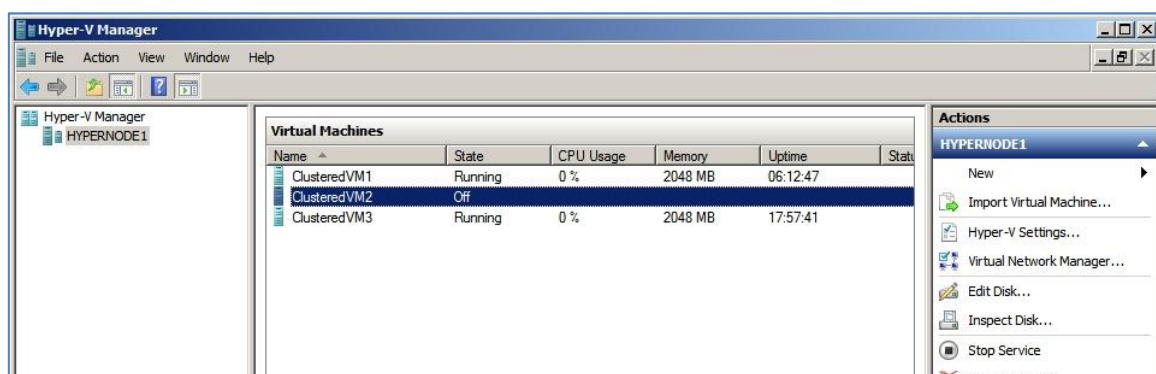 Hyper-V Manager
File Action View Window Help
Hyper-V Manager
HYPERNODE1
Virtual Machines
Name State CPU Usage Memory Uptime Statu
ClusteredVM1 Running 0 % 2048 MB 06:12:47
ClusteredVM2 Off
ClusteredVM3 Running 0 % 2048 MB 17:57:41
Actions
HYPERNODE1
New
Import Virtual Machine...
Hyper-V Settings...
Virtual Network Manager...
Edit Disk...
Inspect Disk...
Stop Service